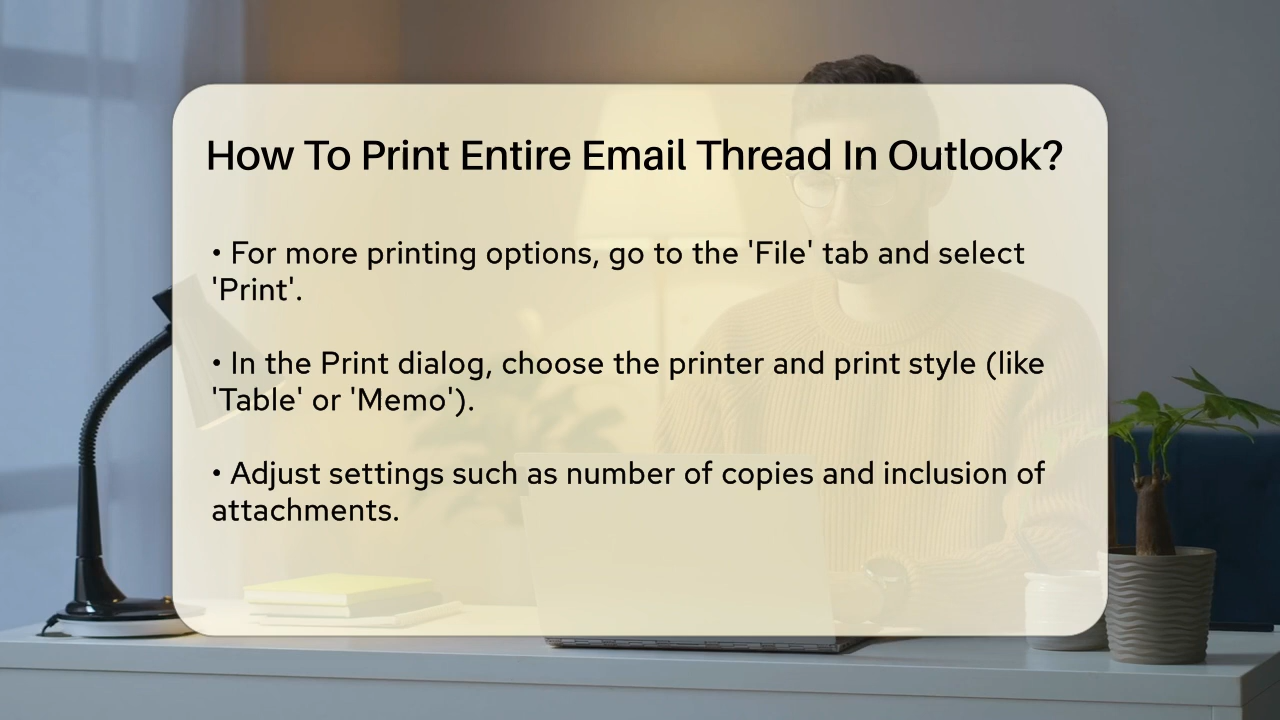 How To Print Entire Email Thread In Outlook?
• For more printing options, go to the 'File' tab and select
'Print'.
• In the Print dialog, choose the printer and print style (like
'Table' or 'Memo').
• Adjust settings such as number of copies and inclusion of
attachments.